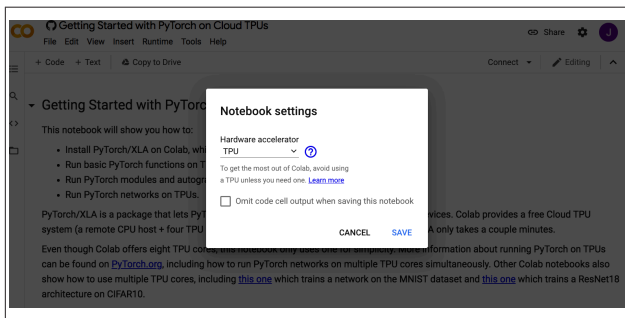 Getting Started with PyTorch on Cloud TPUs
File Edit View Insert Runtime Tools Help
Share
J
+ Code + Text Copy to Drive
Connect
Editing
Getting Started with PyTorc
This notebook will show you how to:
Install PyTorch/XLA on Colab, whi
Run basic PyTorch functions on T
Run PyTorch modules and autogra
Run PyTorch networks on TPUs.
PyTorch/XLA is a package that lets PyT
evices. Colab provides a free Cloud TPU
system (a remote CPU host + four TPU
A only takes a couple minutes.
Even though Colab offers eight TPU cores, this notebook only uses one for simplicity. More information about running PyTorch on TPUs
can be found on PyTorch.org, including how to run PyTorch networks on multiple TPU cores simultaneously. Other Colab notebooks also
show how to use multiple TPU cores, including this one which trains a network on the MNIST dataset and this one which trains a ResNet18
architecture on CIFAR10.
Notebook settings
Hardware accelerator
TPU
?
To get the most out of Colab, avoid using
a TPU unless you need one. Learn more
Omit code cell output when saving this notebook
CANCEL SAVE